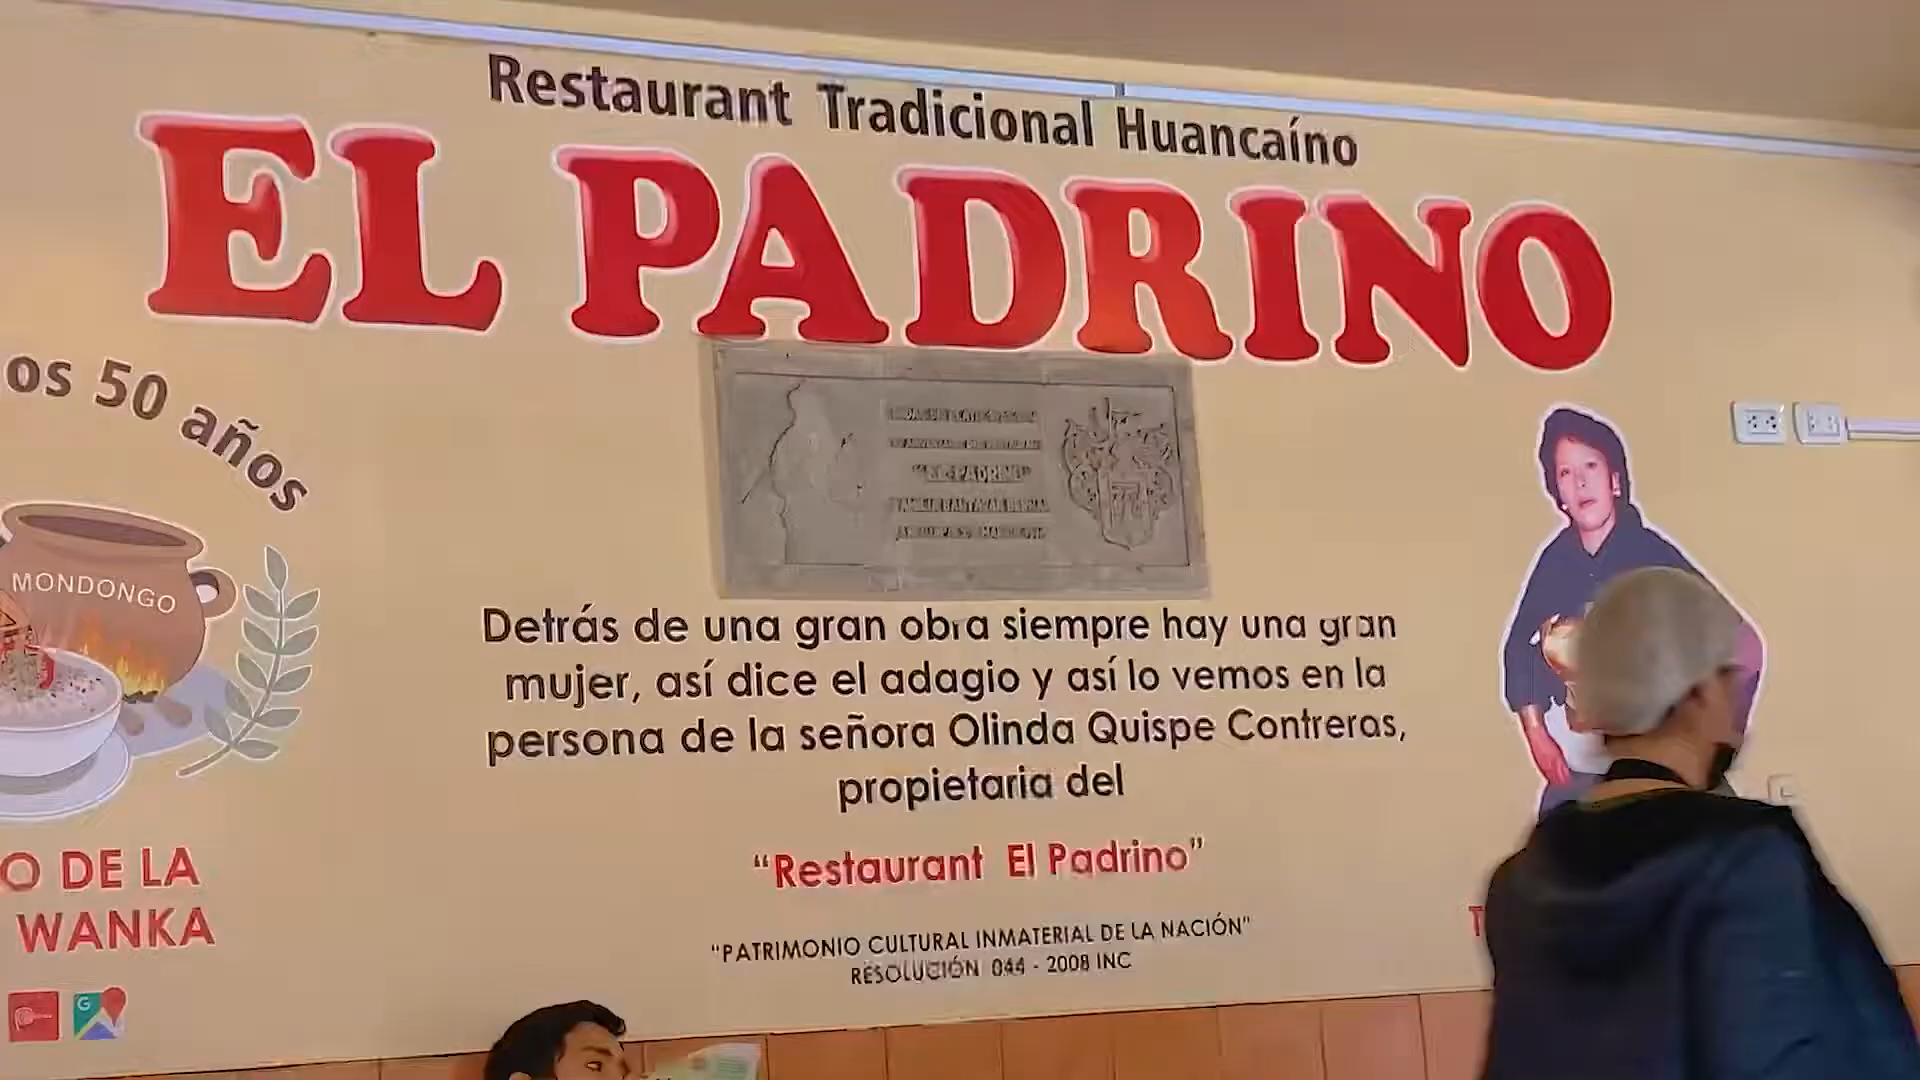 Restaurant Tradicional Huancaíno
EL PADRINO
os 50 años
MONDONGO
O DE LA
WANKA
"EL PADRINO"
Detrás de una gran obra siempre hay una gran
mujer, así dice el adagio y así lo vemos en la
persona de la señora Olinda Quispe Contreras,
propietaria del
“Restaurant El Padrino”
"PATRIMONIO CULTURAL INMATERIAL DE LA NACIÓN"
RESOLUCIÓN 044 - 2008 INC
T
G